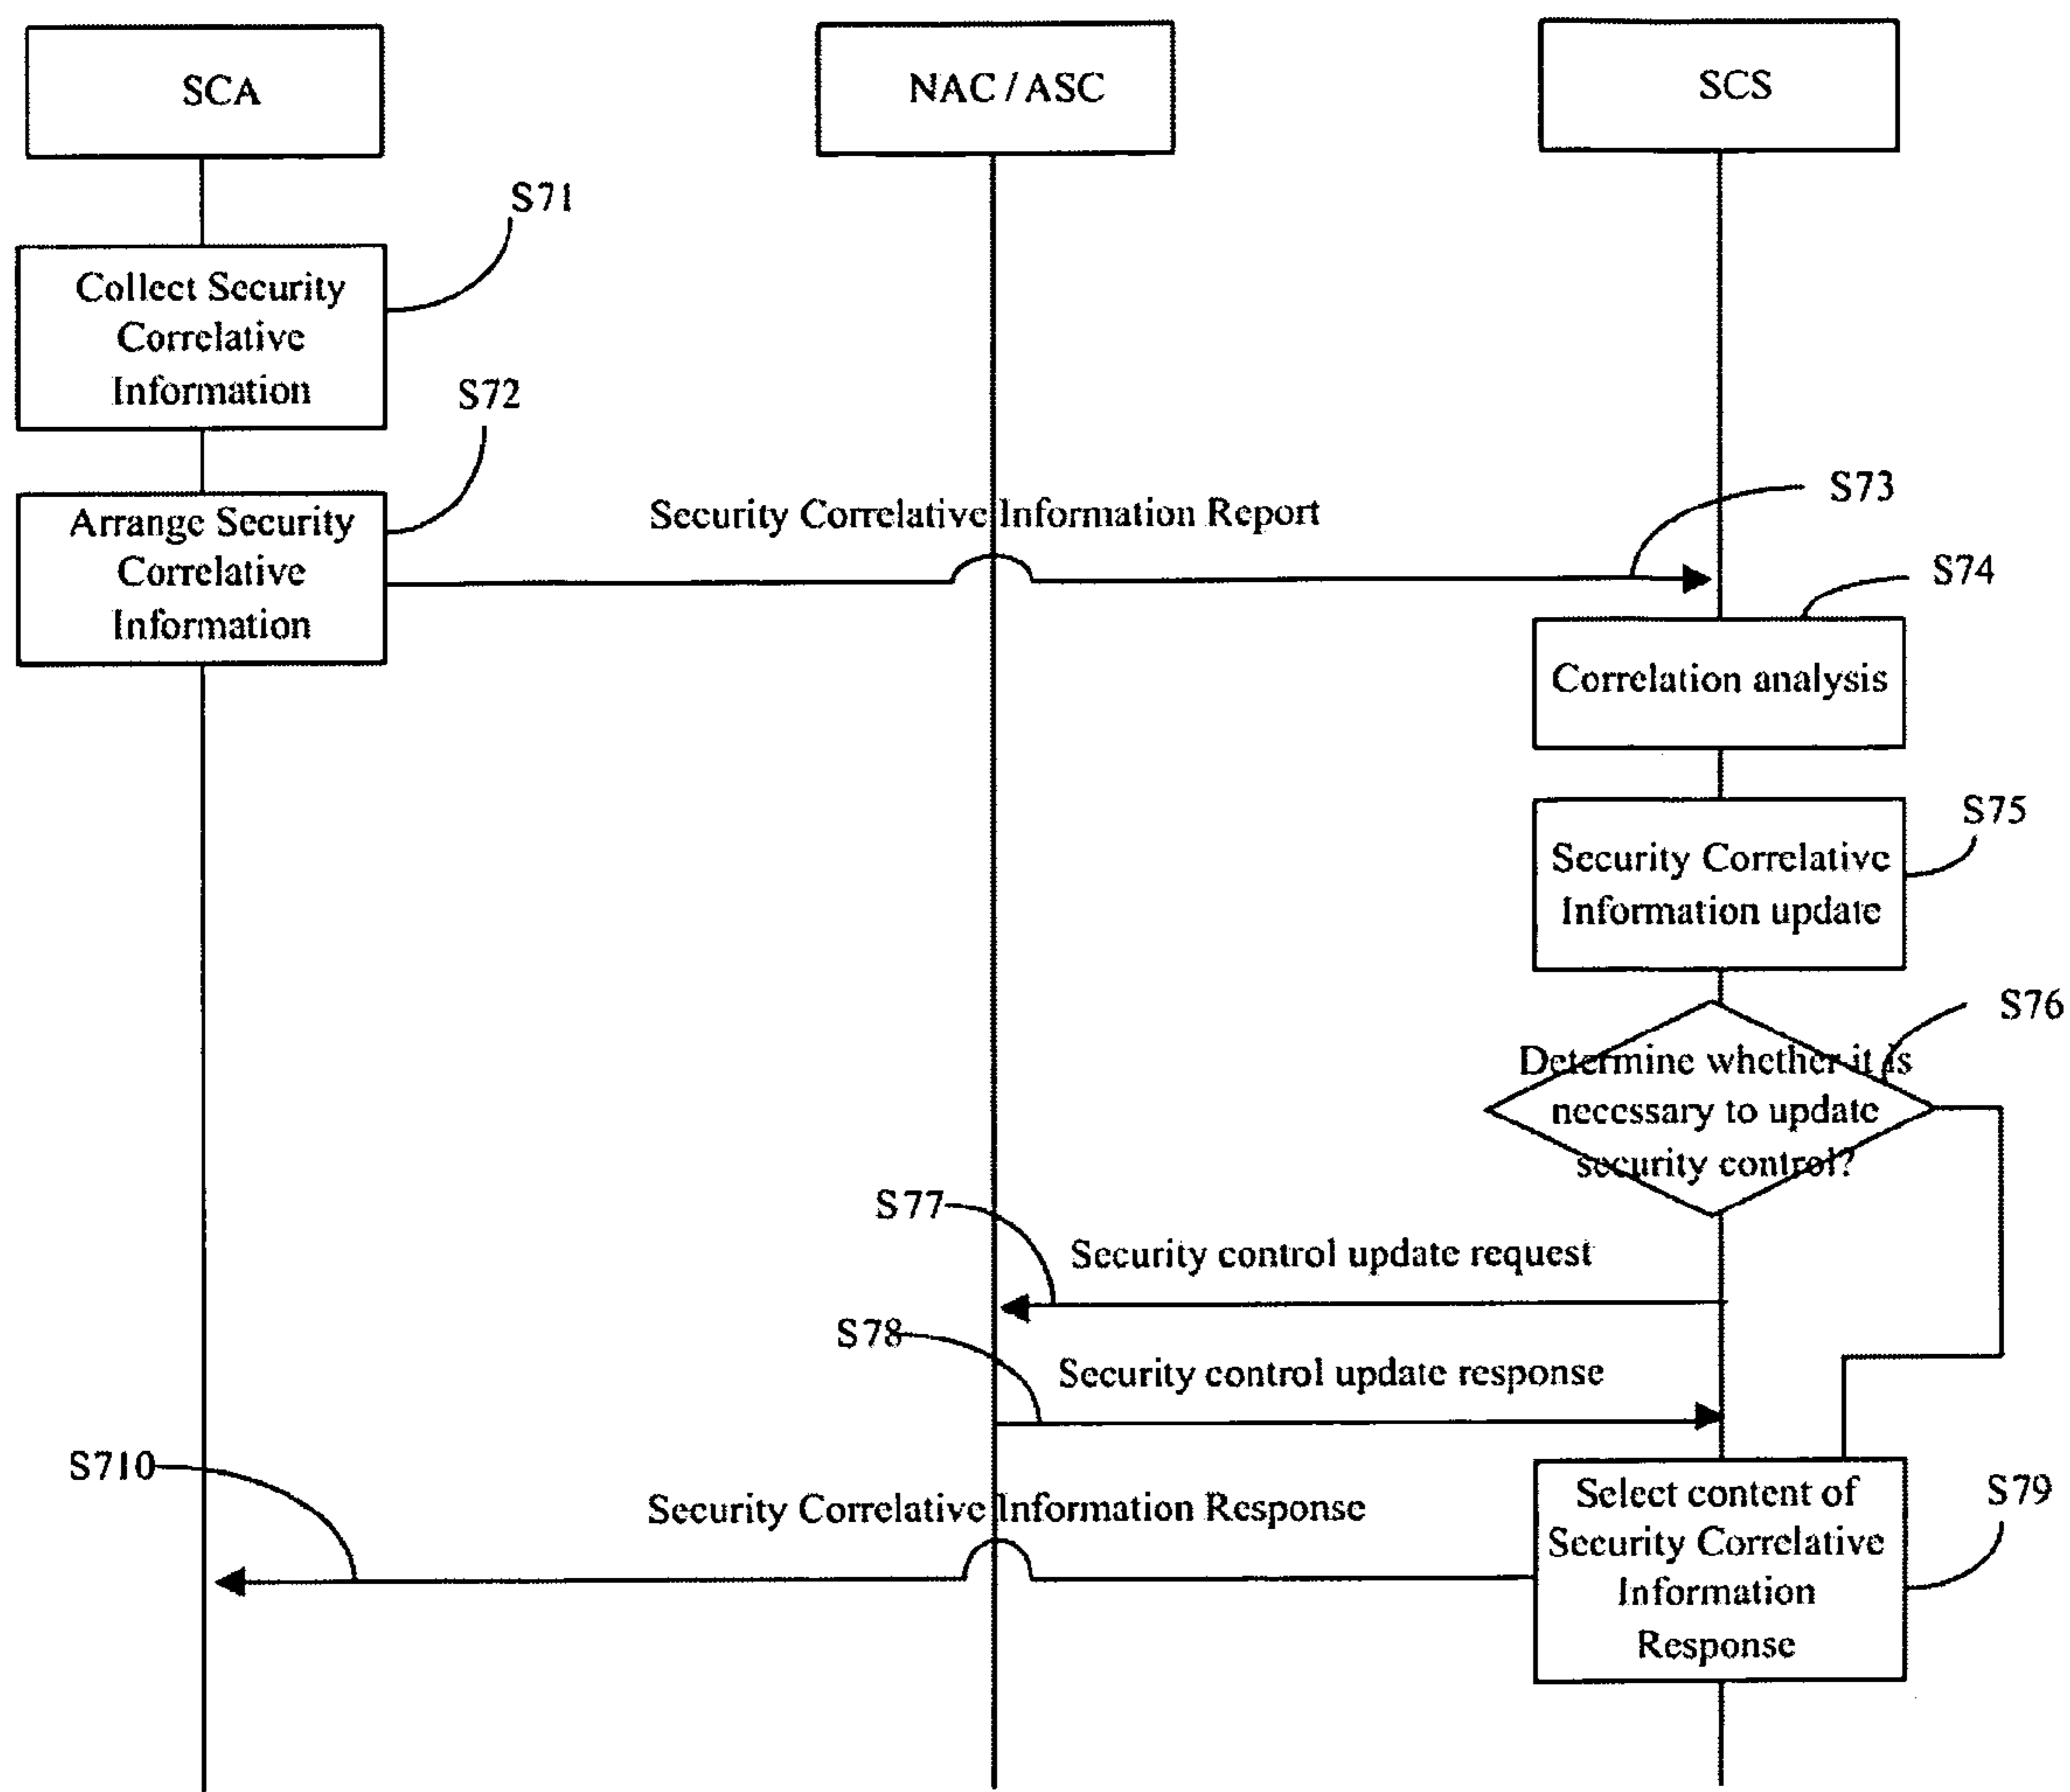 SCA
NAC / ASC
SCS
S71
Collect Security
Correlative
Information
S72
Arrange Security
Correlative
Information
Security Correlative Information Report
S73
S74
Correlation analysis
S75
Security Correlative
Information update
S76
Determine whether it is
necessary to update
security control?
S77
Security control update request
S78
Security control update response
S710
Security Correlative Information Response
Select content of
Security Correlative
Information
Response
S79